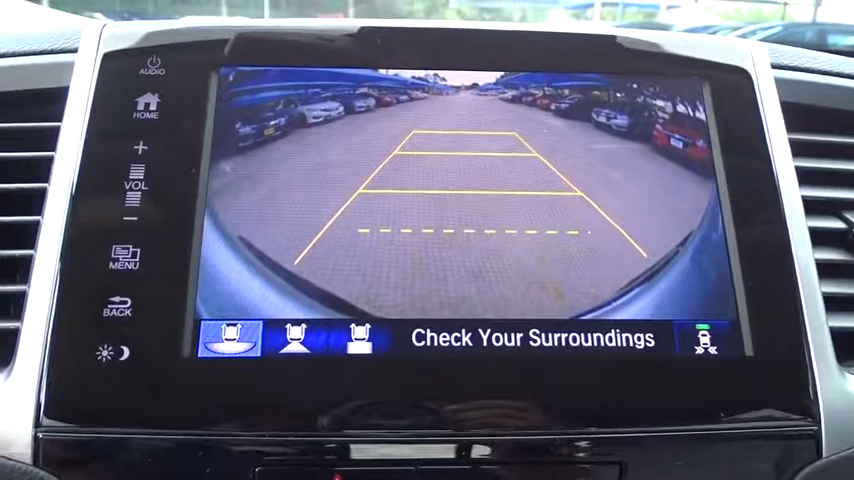 AUDIO
HOME
+
VOL
−
MENU
BACK
Check Your Surroundings